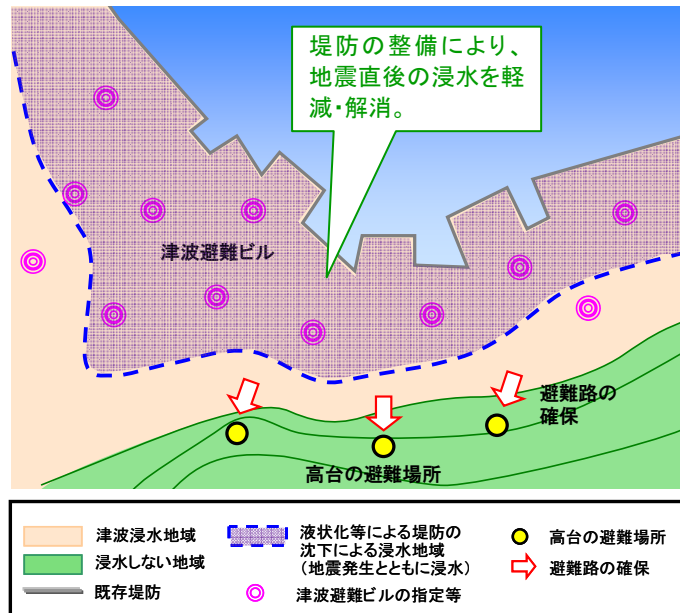 堤防の整備により、
地震直後の浸水を軽
減・解消。
津波避難ビル
避難路の
確保
高台の避難場所
津波浸水地域
浸水しない地域
既存堤防
液状化等による堤防の
沈下による浸水地域
(地震発生とともに浸水)
津波避難ビルの指定等
高台の避難場所
避難路の確保